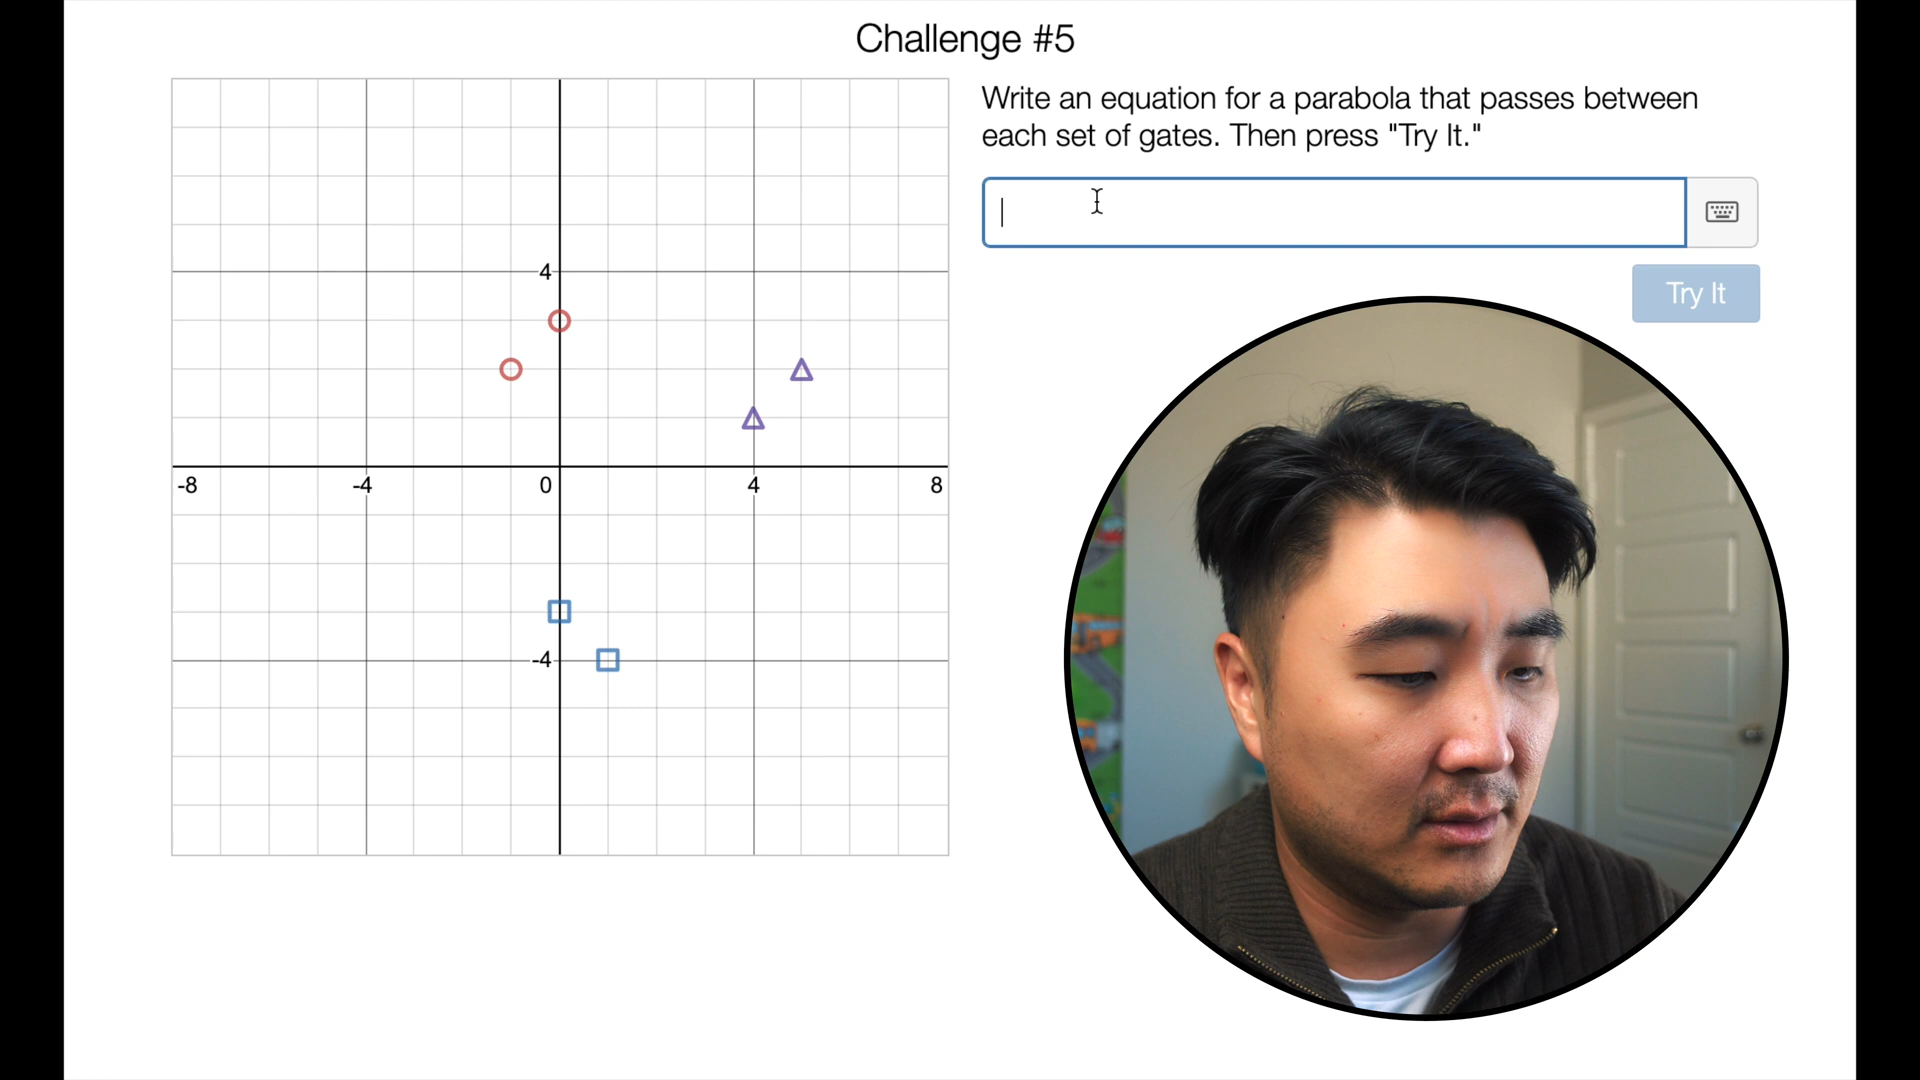 Challenge #5
Write an equation for a parabola that passes between
each set of gates. Then press "Try It."
Try It
4
-8
-4
0
4
8
-4